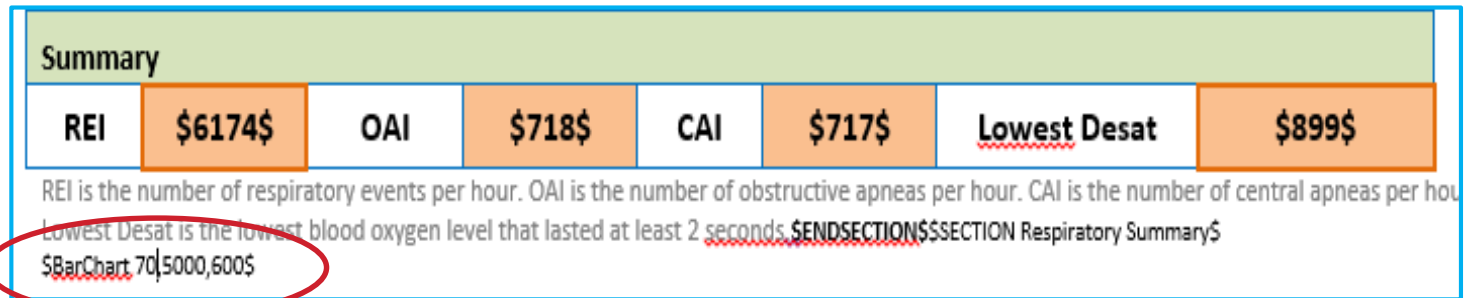 Summary
REI $6174$ OAI $718$ CAI $717$ Lowest Desat $899$
REI is the number of respiratory events per hour. OAI is the number of obstructive apneas per hour. CAI is the number of central apneas per hou
Lowest Desat is the lowest blood oxygen level that lasted at least 2 seconds.$ENDSECTION$$SECTION Respiratory Summary$
$BarChart,70,5000,600$